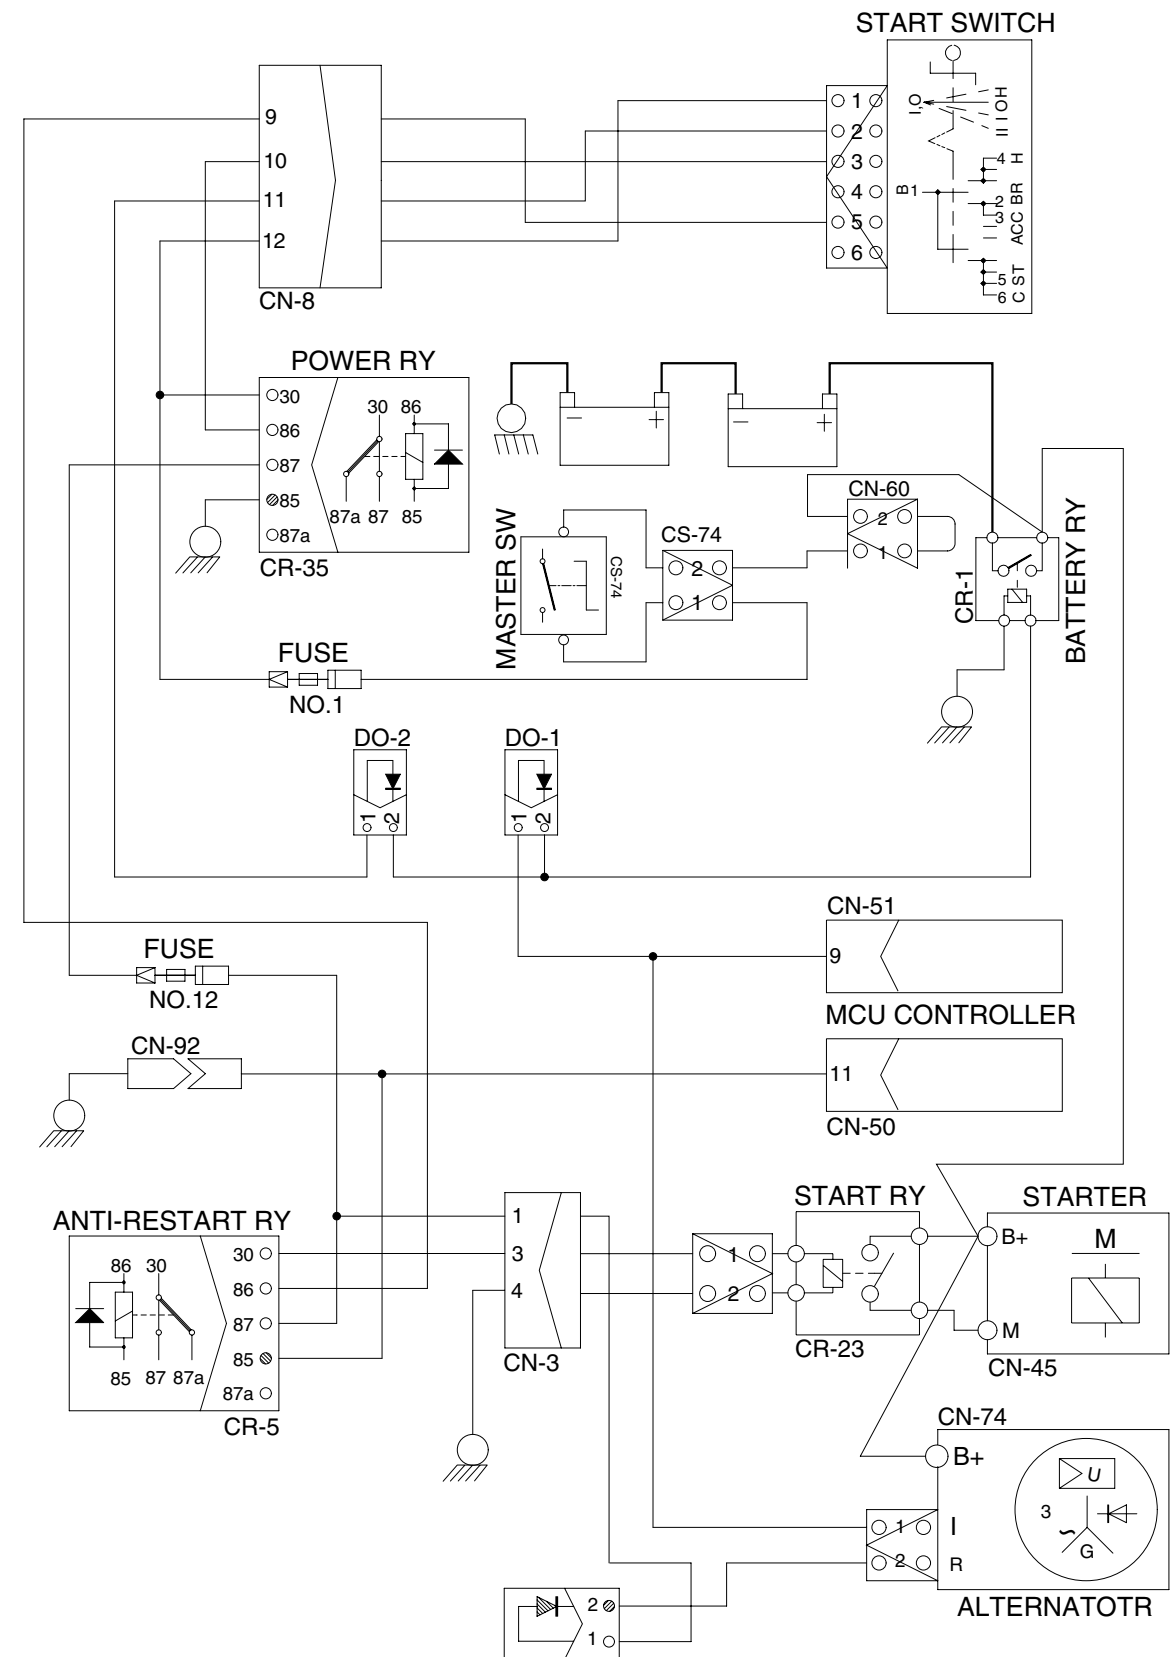 START SWITCH
9
10
11
12
CN-8
1
2
3
4
5
6
I,O
H
O
I
II
B1
4 H
2 BR
3 ACC
5 ST
6 C
POWER RY
30
86
87
85
87a
30 86
87a 87 85
CR-35
− +
− +
MASTER SW
CS-74
CS-74
2
1
CN-60
2
1
CR-1
BATTERY RY
FUSE
NO.1
DO-2
1 2
DO-1
1 2
CN-51
9
MCU CONTROLLER
11
CN-50
FUSE
NO.12
CN-92
ANTI-RESTART RY
86 30
85 87 87a
30
86
87
85
87a
CR-5
1
3
4
CN-3
1
2
START RY
CR-23
STARTER
B+
M
M
CN-45
CN-74
B+
1 I
2 R
U
3
~
G
ALTERNATOTR
2
1